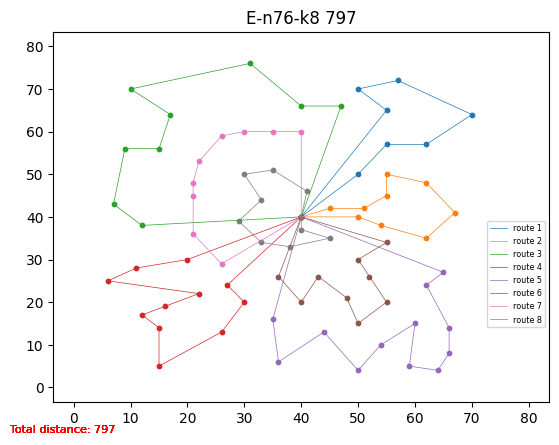 E-n76-k8 797
80
70
60
50
40
30
20
10
0
0 10 20 30 40 50 60 70 80
route 1
route 2
route 3
route 4
route 5
route 6
route 7
route 8
Total distance: 797